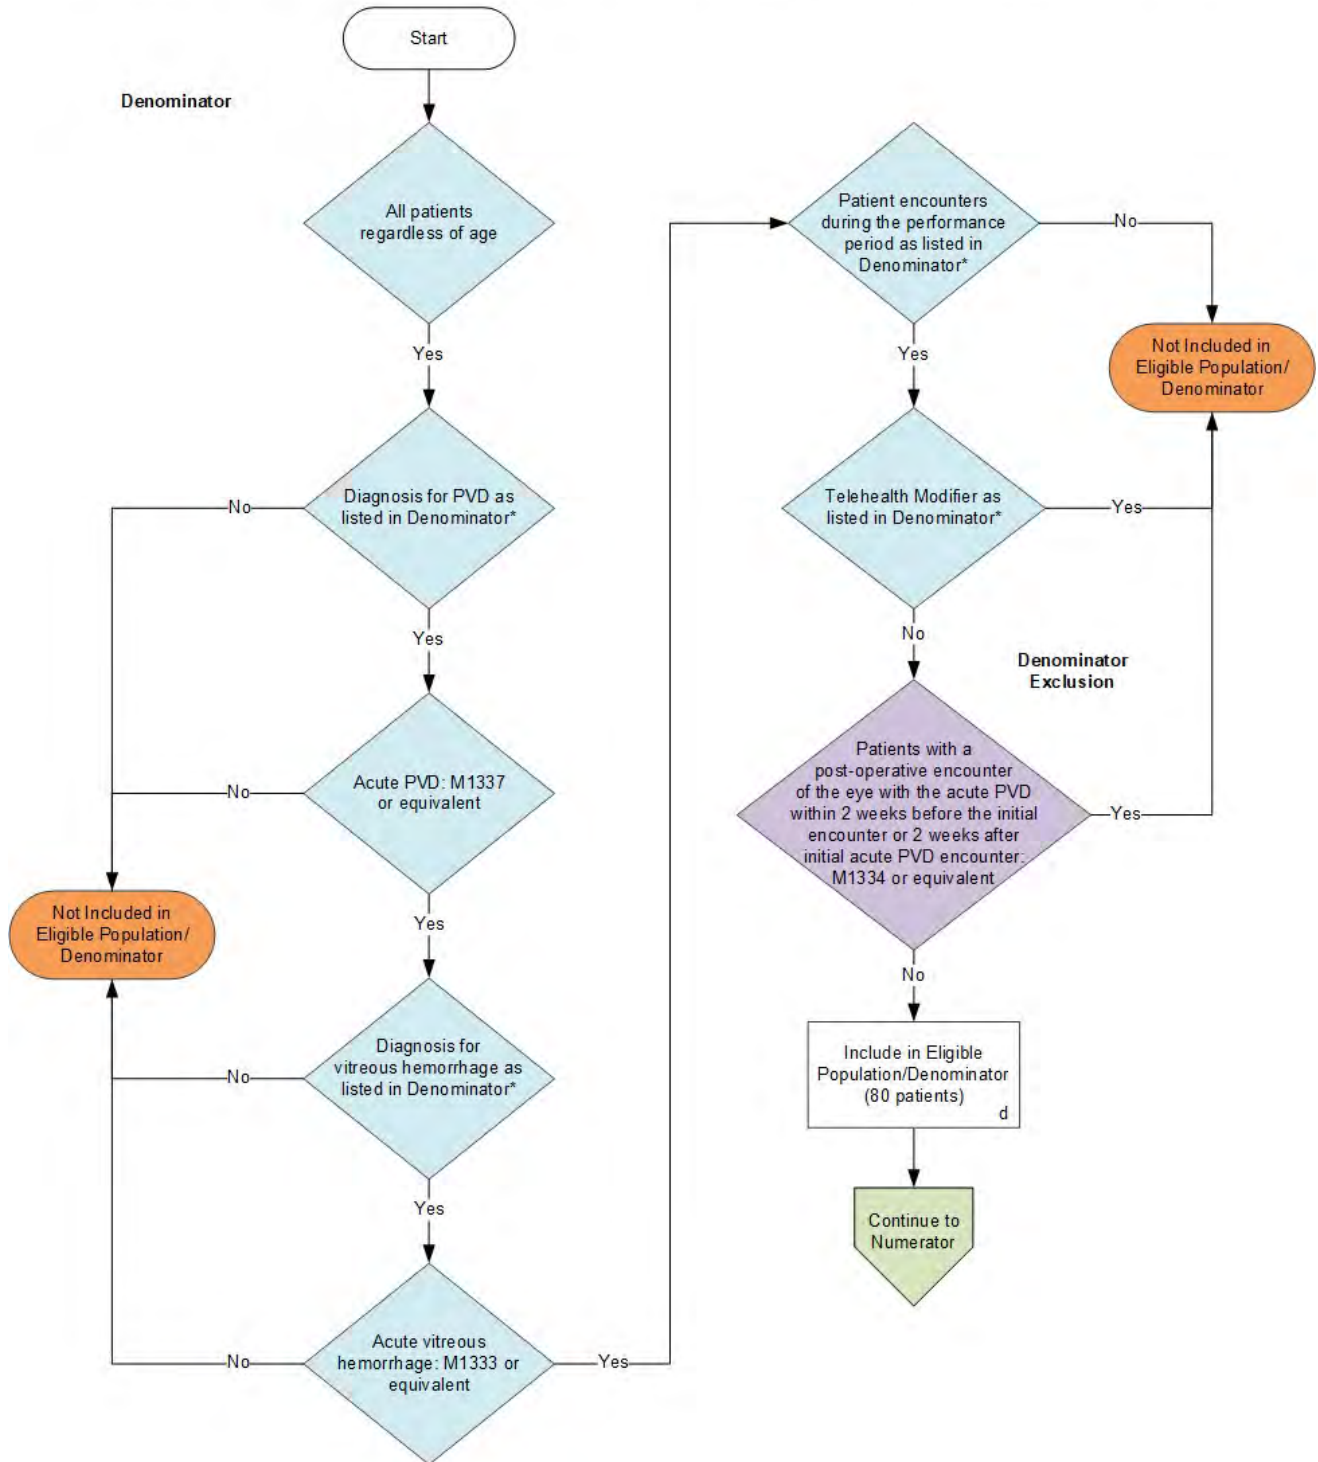 Start
Denominator
All patients
regardless of age
Yes
Diagnosis for PVD as
listed in Denominator*
No
Yes
Acute PVD: M1337
or equivalent
No
Yes
Not Included in
Eligible Population/
Denominator
Diagnosis for
vitreous hemorrhage as
listed in Denominator*
No
Yes
Acute vitreous
hemorrhage: M1333 or
equivalent
No
Yes
Patient encounters
during the performance
period as listed in
Denominator*
No
Yes
Not Included in
Eligible Population/
Denominator
Telehealth Modifier as
listed in Denominator*
Yes
No
Denominator
Exclusion
Patients with a
post-operative encounter
of the eye with the acute PVD
within 2 weeks before the initial
encounter or 2 weeks after
initial acute PVD encounter:
M1334 or equivalent
Yes
No
Include in Eligible
Population/Denominator
(80 patients)
d
Continue to
Numerator